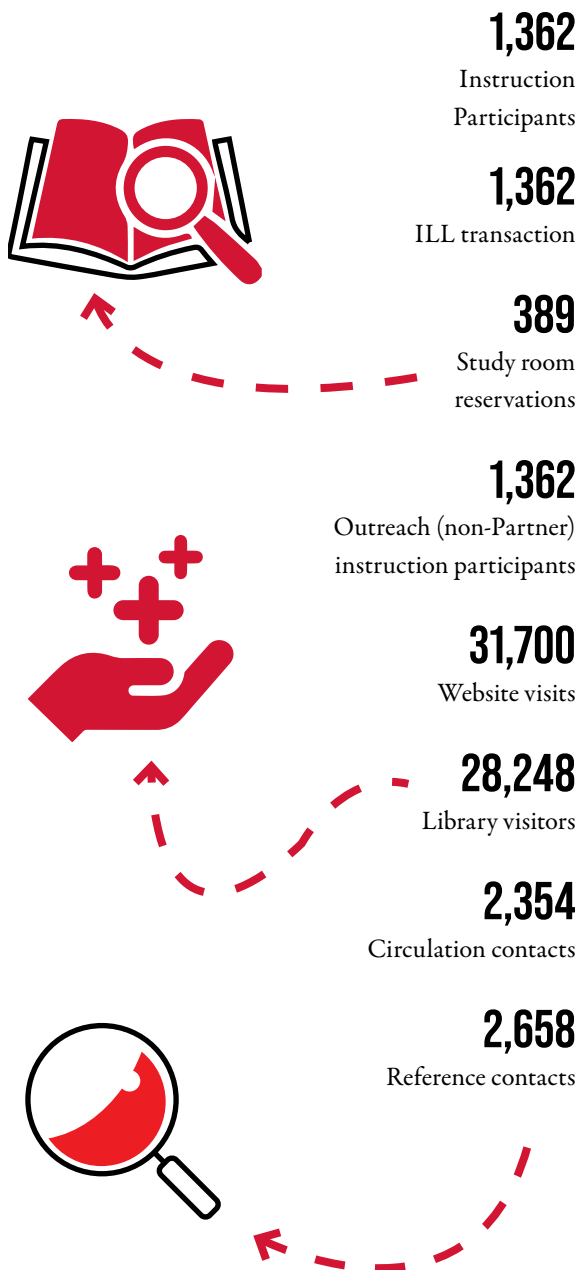 1,362
Instruction
Participants
1,362
ILL transaction
389
Study room
reservations
1,362
Outreach (non-Partner)
instruction participants
31,700
Website visits
28,248
Library visitors
2,354
Circulation contacts
2,658
Reference contacts